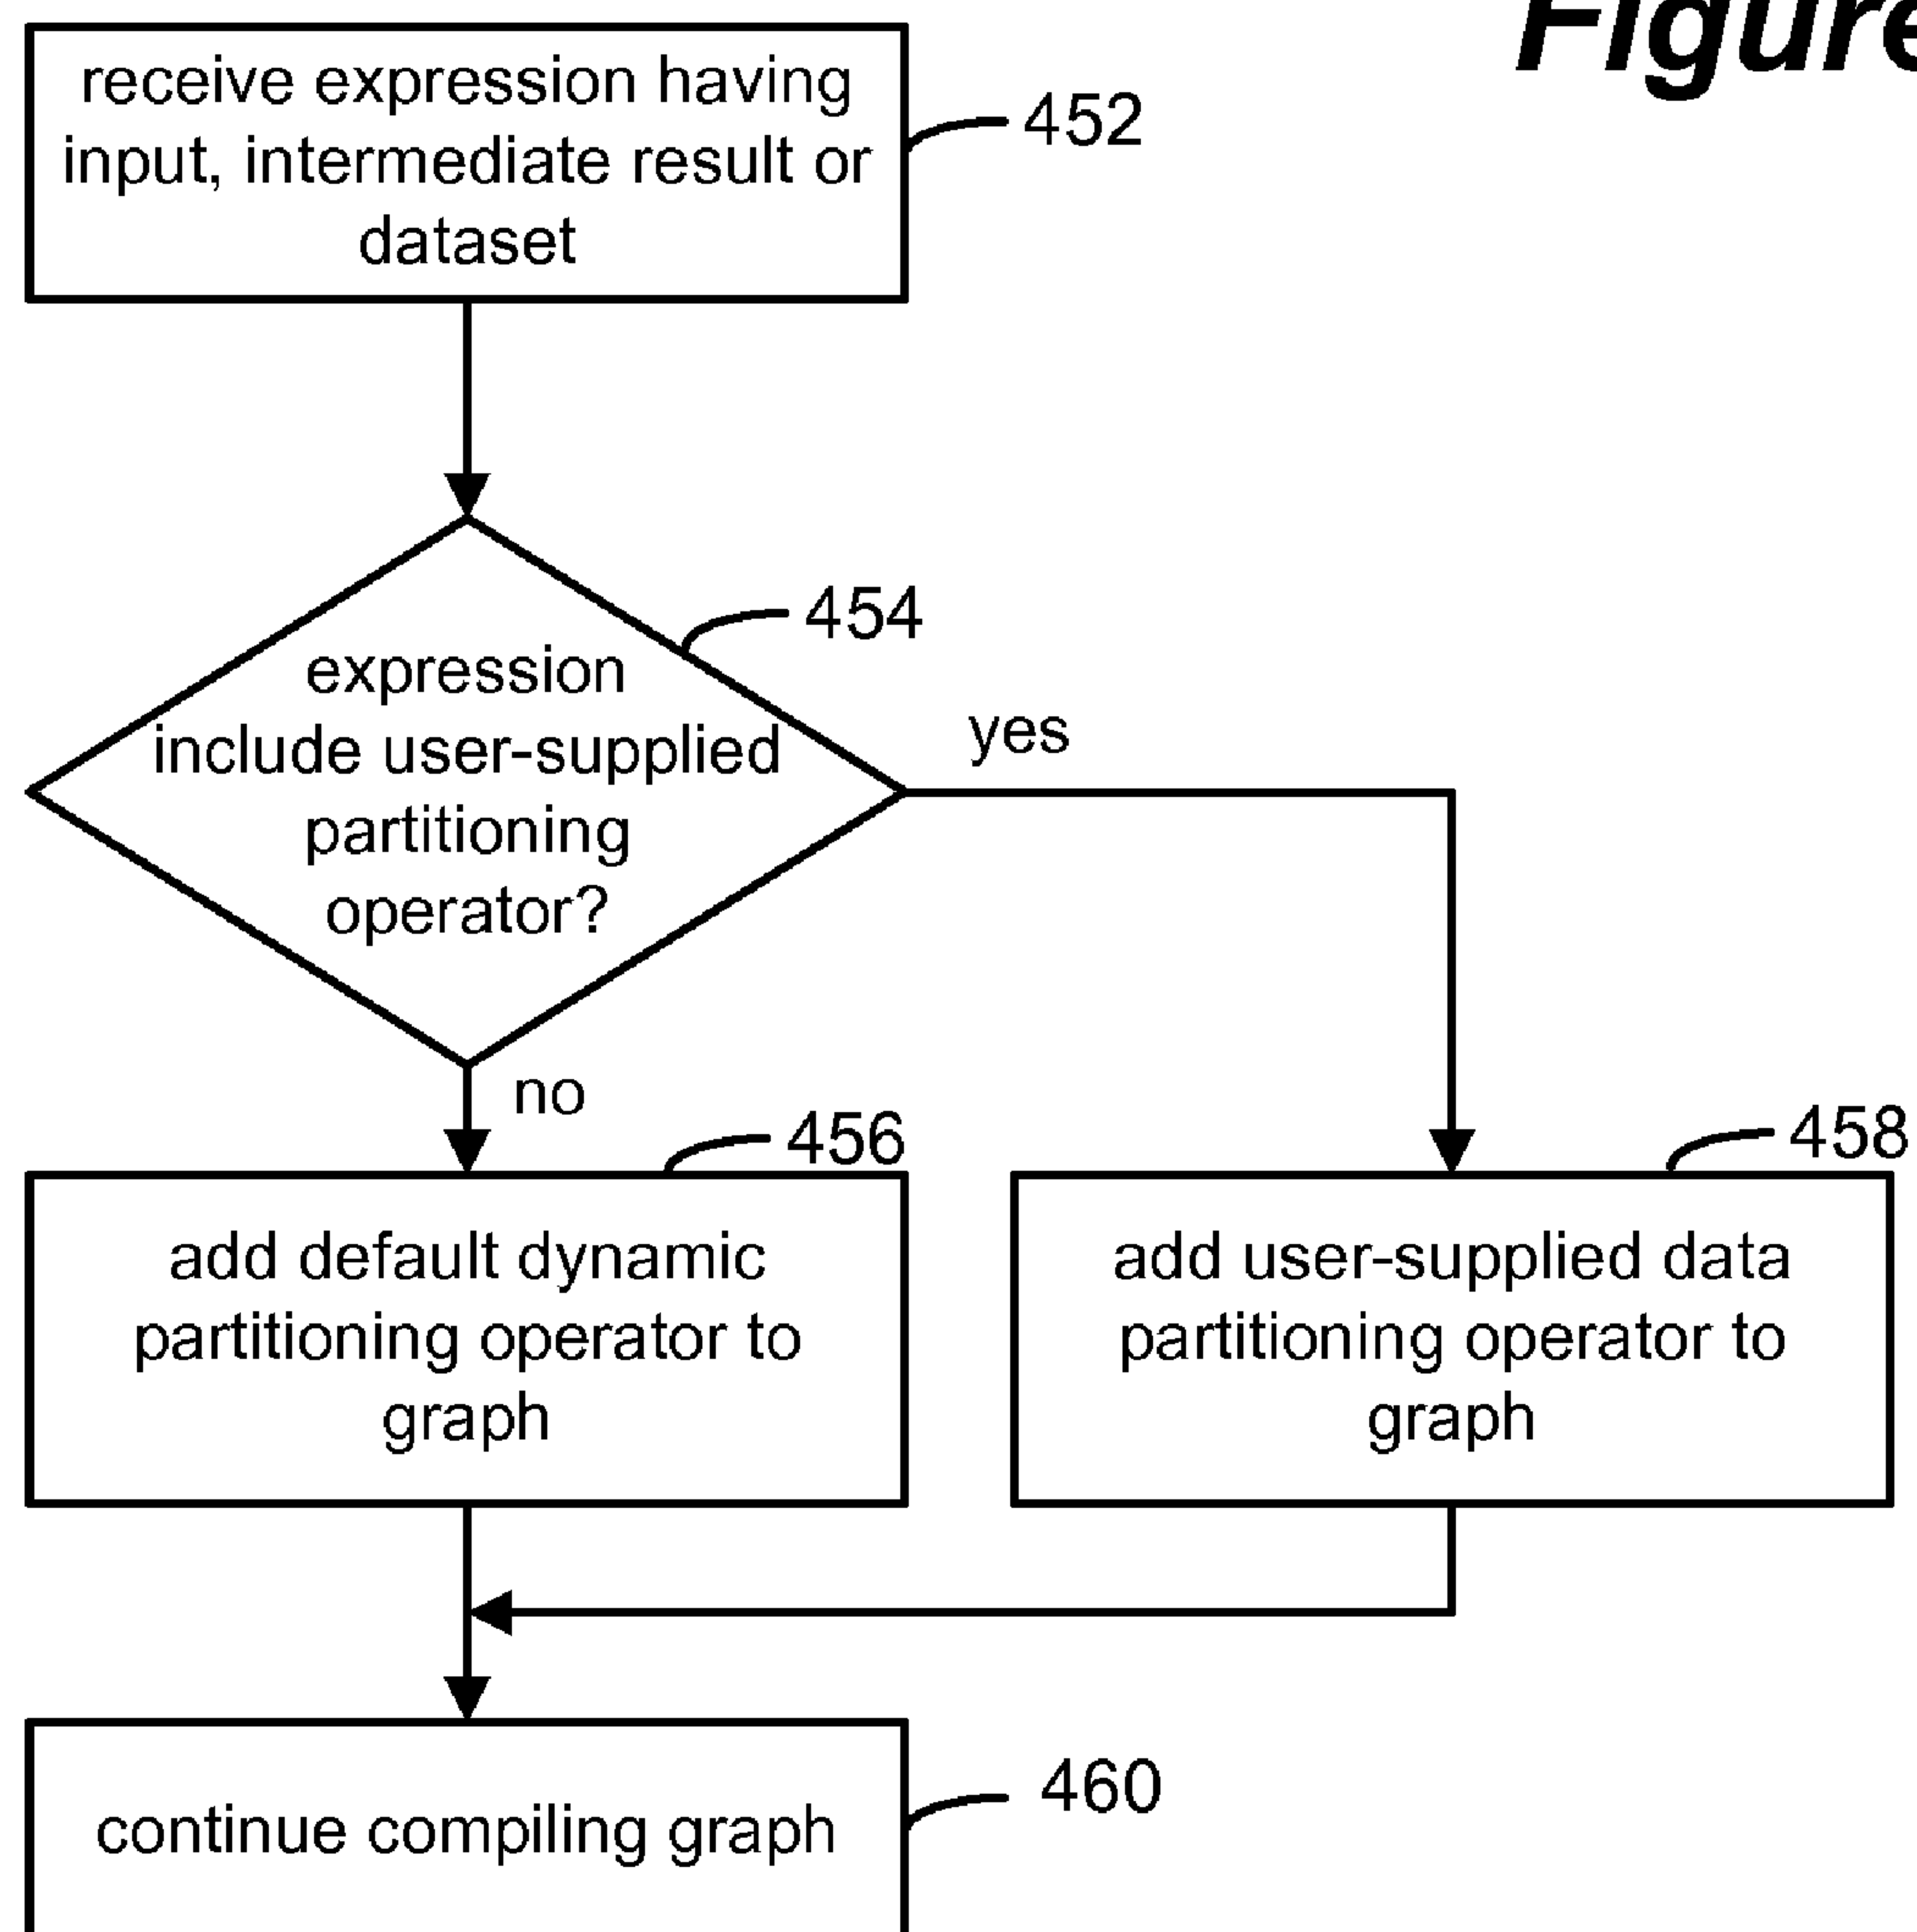 Figure
receive expression having
input, intermediate result or
dataset
452
454
expression
include user-supplied
partitioning
operator?
yes
no
456
458
add default dynamic
partitioning operator to
graph
add user-supplied data
partitioning operator to
graph
continue compiling graph
460